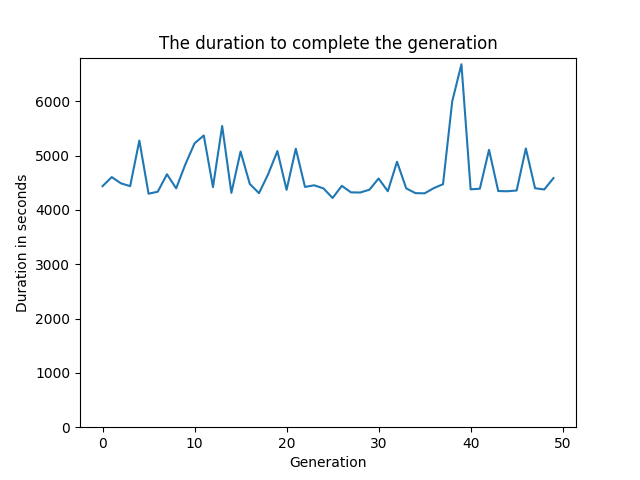 The duration to complete the generation
6000
5000
4000
3000
2000
1000
0
Duration in seconds
0 10 20 30 40 50
Generation